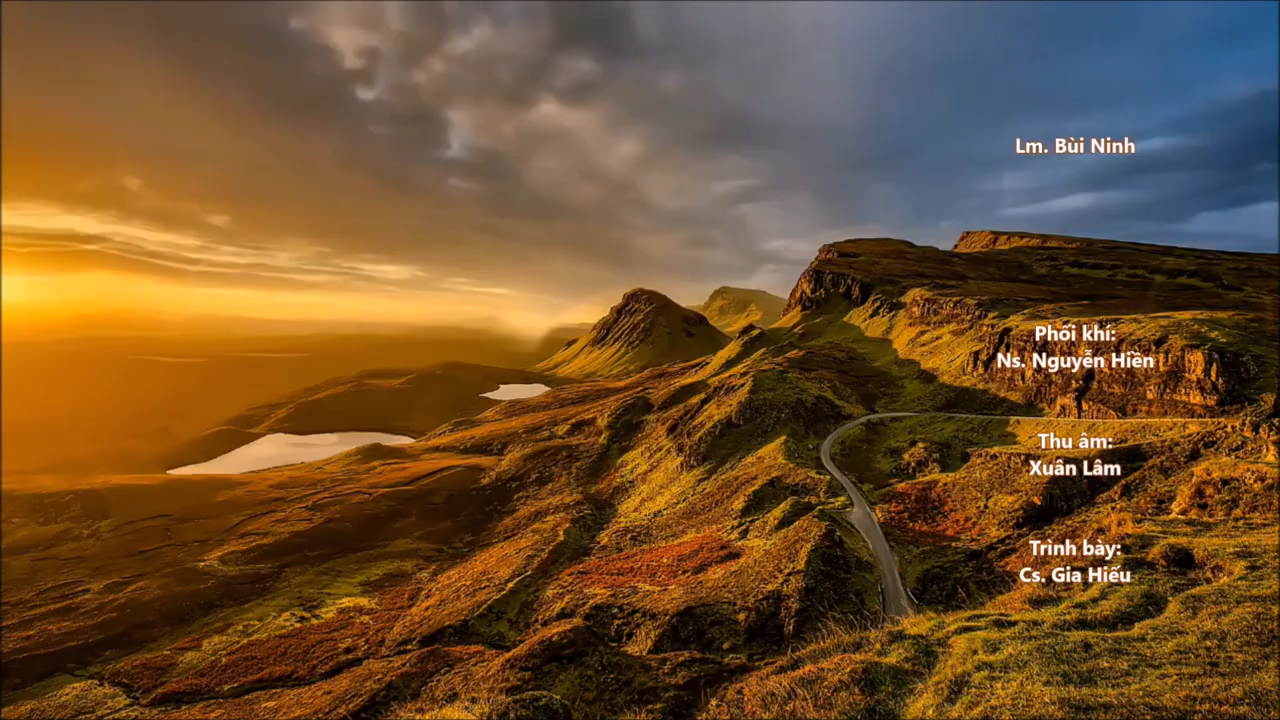 Lm. Bùi Ninh
Phối khí:
Ns. Nguyễn Hiền
Thu âm:
Xuân Lâm
Trình bày:
Cs. Gia Hiếu